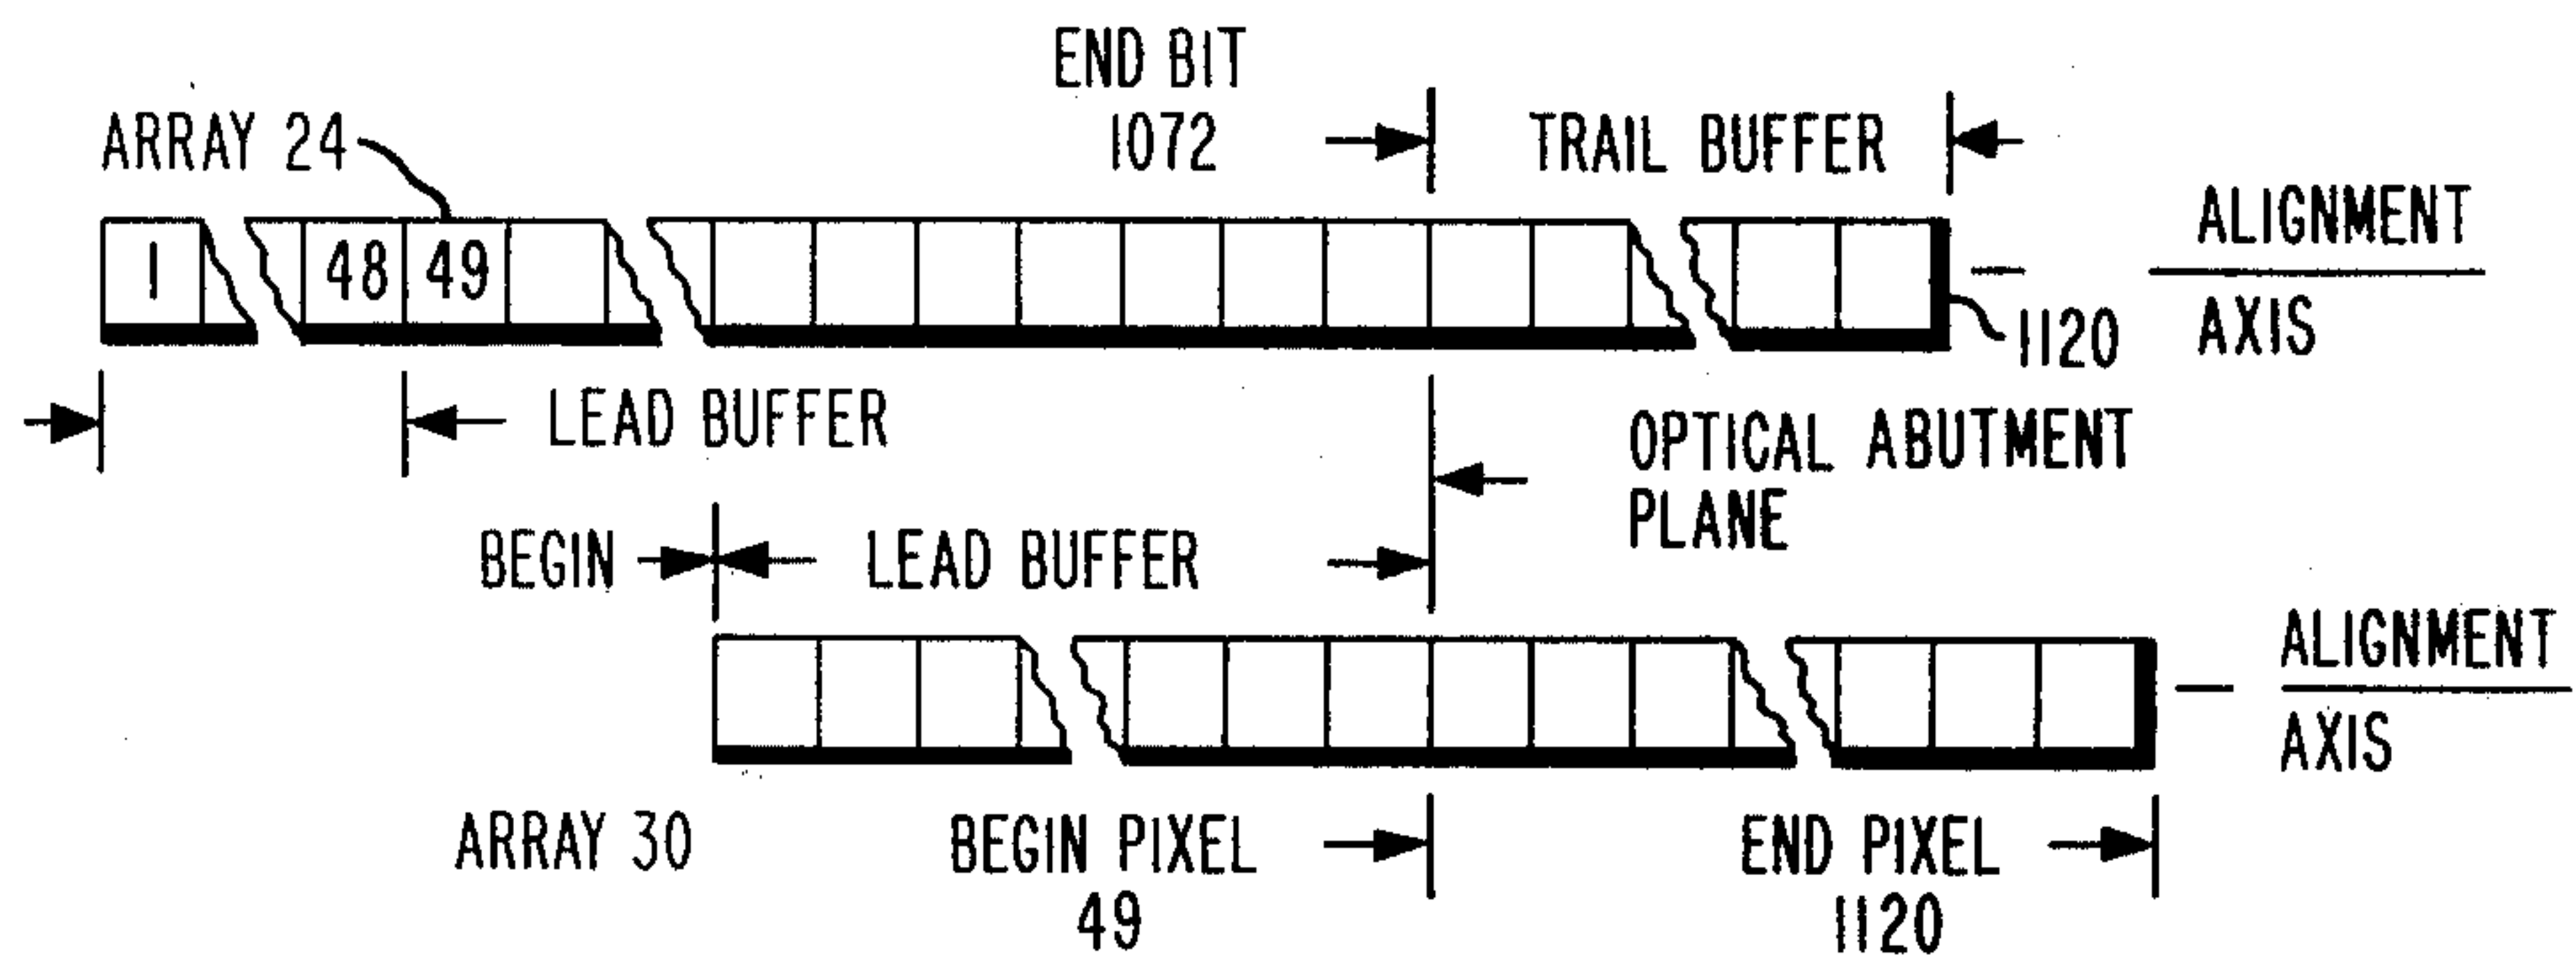 END BIT
1072
ARRAY 24
TRAIL BUFFER
ALIGNMENT
AXIS
1 48 49
1120
LEAD BUFFER
OPTICAL ABUTMENT
PLANE
BEGIN
LEAD BUFFER
ALIGNMENT
AXIS
ARRAY 30
BEGIN PIXEL
49
END PIXEL
1120